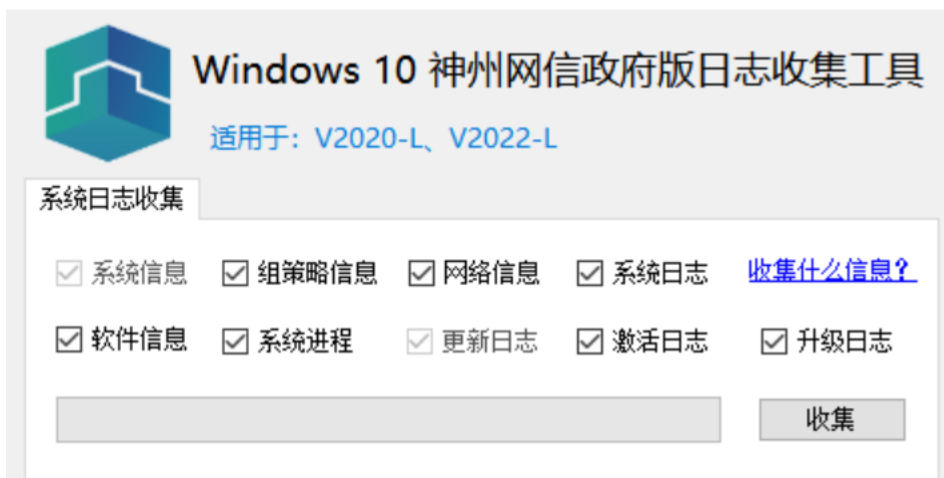 Windows 10 神州网信政府版日志收集工具
适用于：V2020-L、V2022-L
系统日志收集
系统信息 组策略信息 网络信息 系统日志 收集什么信息？
软件信息 系统进程 更新日志 激活日志 升级日志
收集